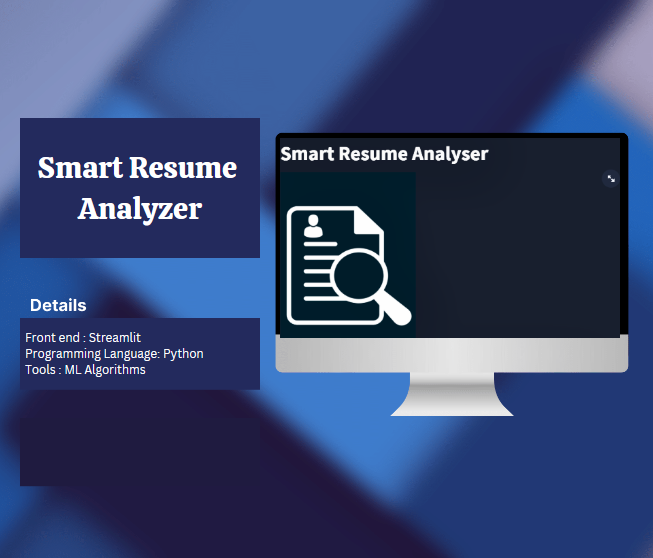 Smart Resume
Analyzer
Details
Front end : Streamlit
Programming Language: Python
Tools : ML Algorithms
Smart Resume Analyser